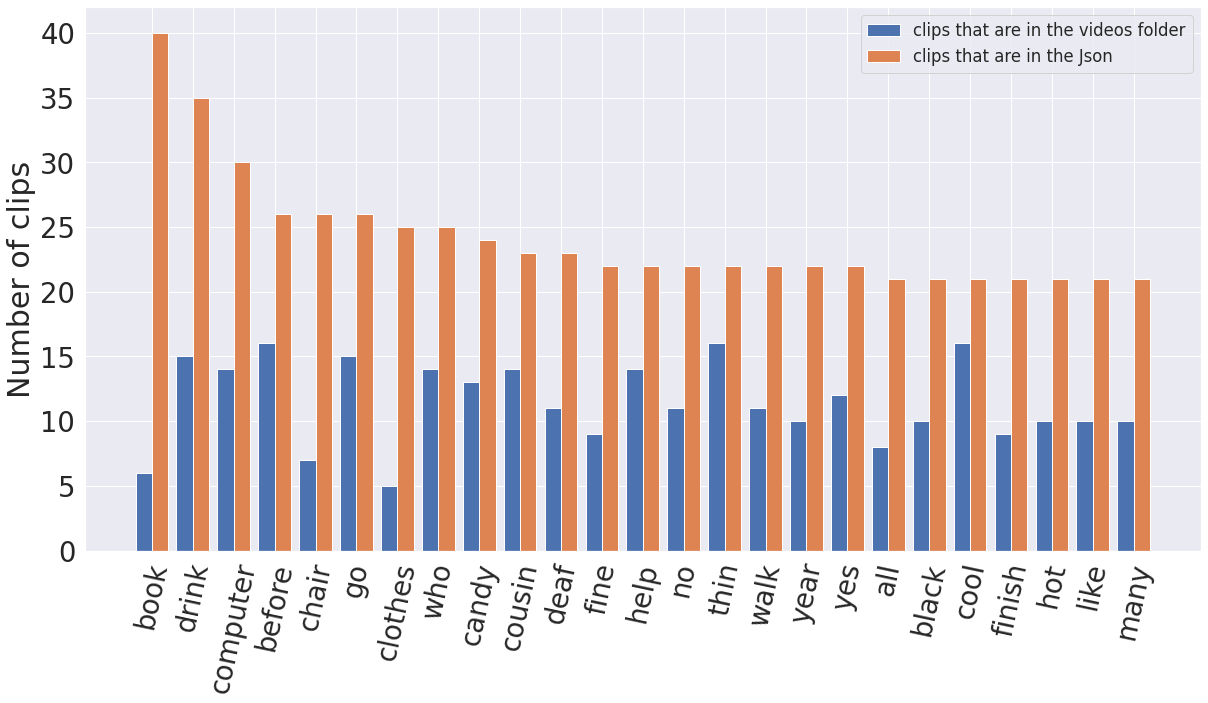 clips that are in the videos folder
clips that are in the Json
Number of clips
40
35
30
25
20
15
10
5
0
book
drink
computer
before
chair
go
clothes
who
candy
cousin
deaf
fine
help
no
thin
walk
year
yes
all
black
cool
finish
hot
like
many